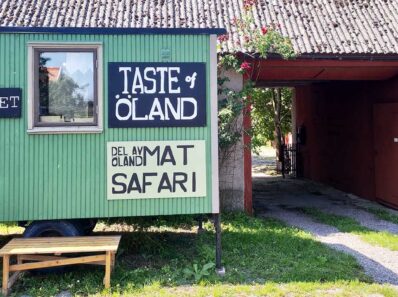 ET
TASTE of
ÖLAND
DEL AV
ÖLAND MAT
SAFARI